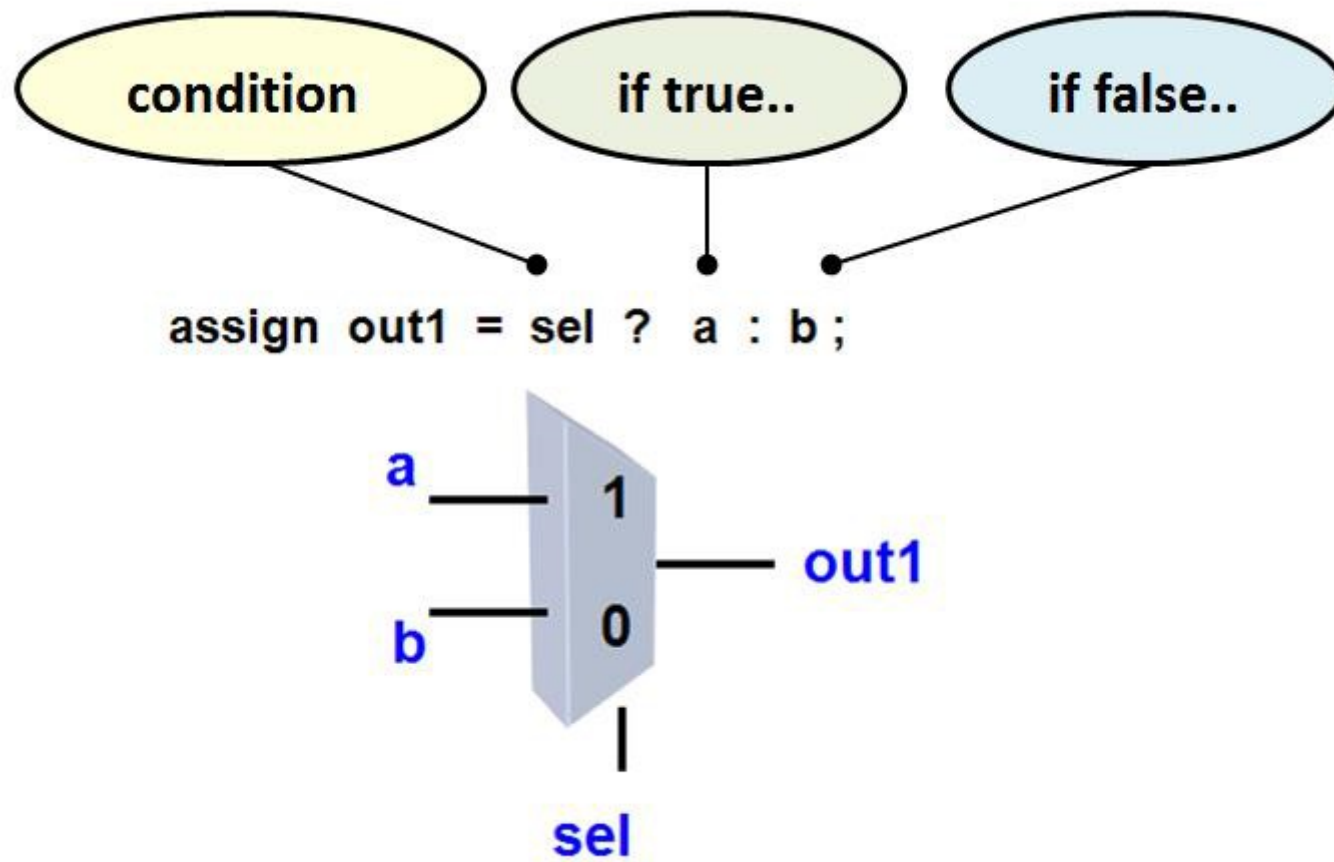 condition
if true..
if false..
assign out1 = sel ? a : b ;
a
1
out1
b
0
sel